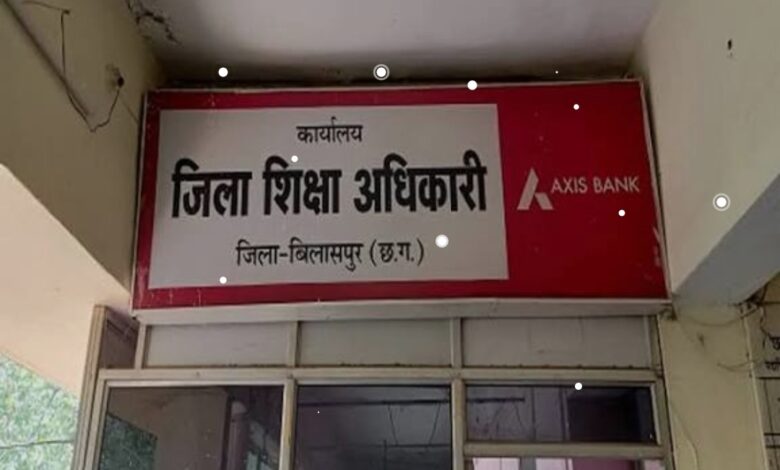 कार्यालय
जिला शिक्षा अधिकारी
जिला-बिलासपुर (छ.ग.)
AXIS BANK